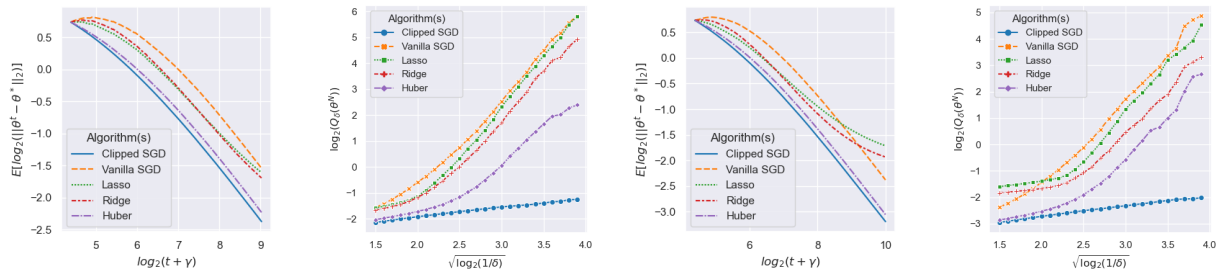 E[log₂(||θᵗ − θ*||₂)]
0.5
0.0
-0.5
-1.0
-1.5
-2.0
-2.5
Algorithm(s)
Clipped SGD
Vanilla SGD
Lasso
Ridge
Huber
5 6 7 8 9
log₂(t + γ)
log₂(Q_δ(θᴺ))
6
5
4
3
2
1
0
−1
−2
Algorithm(s)
Clipped SGD
Vanilla SGD
Lasso
Ridge
Huber
1.5 2.0 2.5 3.0 3.5 4.0
√log₂(1/δ)
E[log₂(||θᵗ − θ*||₂)]
0.5
0.0
−0.5
−1.0
−1.5
−2.0
−2.5
−3.0
Algorithm(s)
Clipped SGD
Vanilla SGD
Lasso
Ridge
Huber
6 8 10
log₂(t + γ)
log₂(Q_δ(θᴺ))
5
4
3
2
1
0
−1
−2
−3
Algorithm(s)
Clipped SGD
Vanilla SGD
Lasso
Ridge
Huber
1.5 2.0 2.5 3.0 3.5 4.0
√log₂(1/δ)